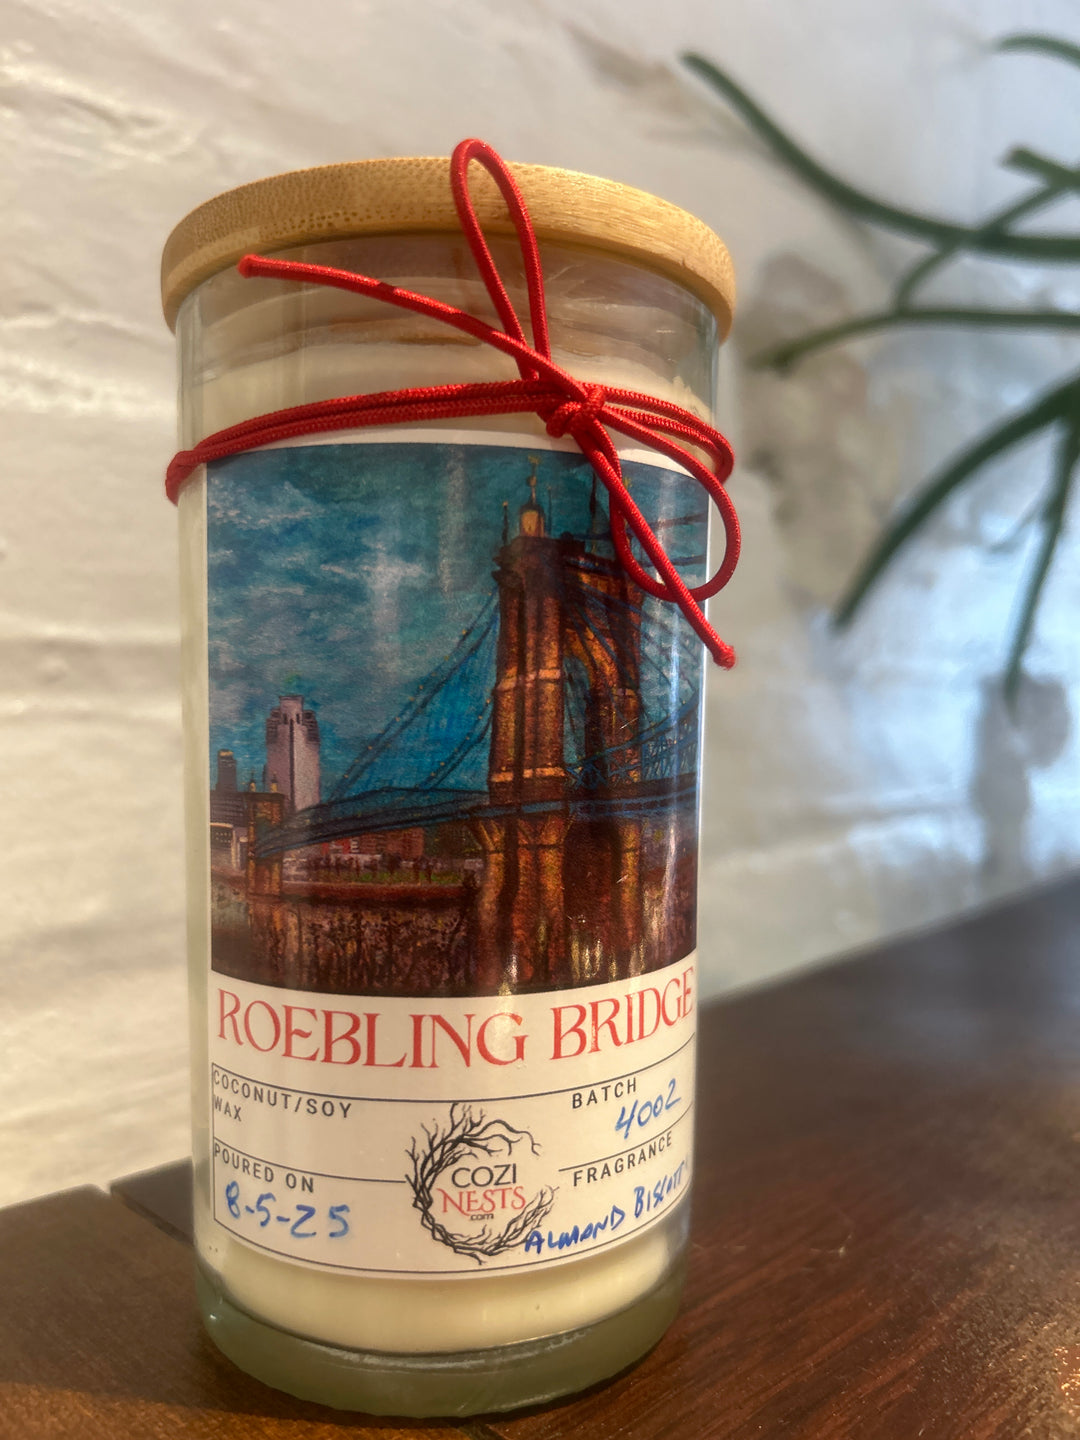 ROEBLING BRIDGE
COCONUT/SOY
WAX
BATCH
4002
POURED ON
8-5-25
COZI
NESTS
.com
FRAGRANCE
ALMOND BISCOTTI